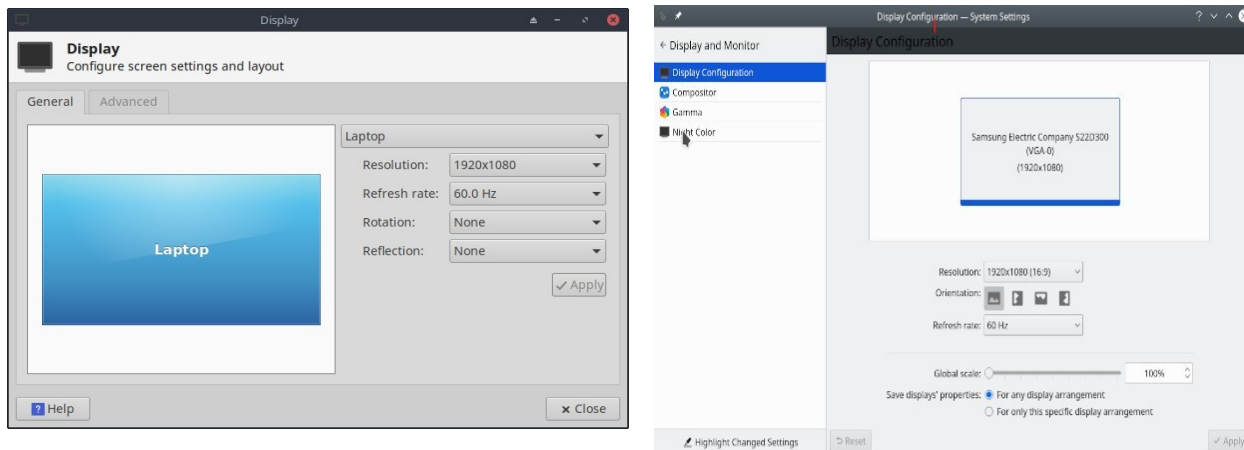 Display
Display
Configure screen settings and layout
General
Advanced
Laptop
Laptop
Resolution: 1920x1080
Refresh rate: 60.0 Hz
Rotation: None
Reflection: None
Apply
? Help
Close
Display Configuration — System Settings
Display and Monitor
Display Configuration
Display Configuration
Compositor
Gamma
Night Color
Samsung Electric Company S22D300
(VGA-0)
(1920x1080)
Resolution: 1920x1080 (16:9)
Orientation:
Refresh rate: 60 Hz
Global scale: 100%
Save displays' properties: For any display arrangement
For only this specific display arrangement
Highlight Changed Settings
Reset
Apply